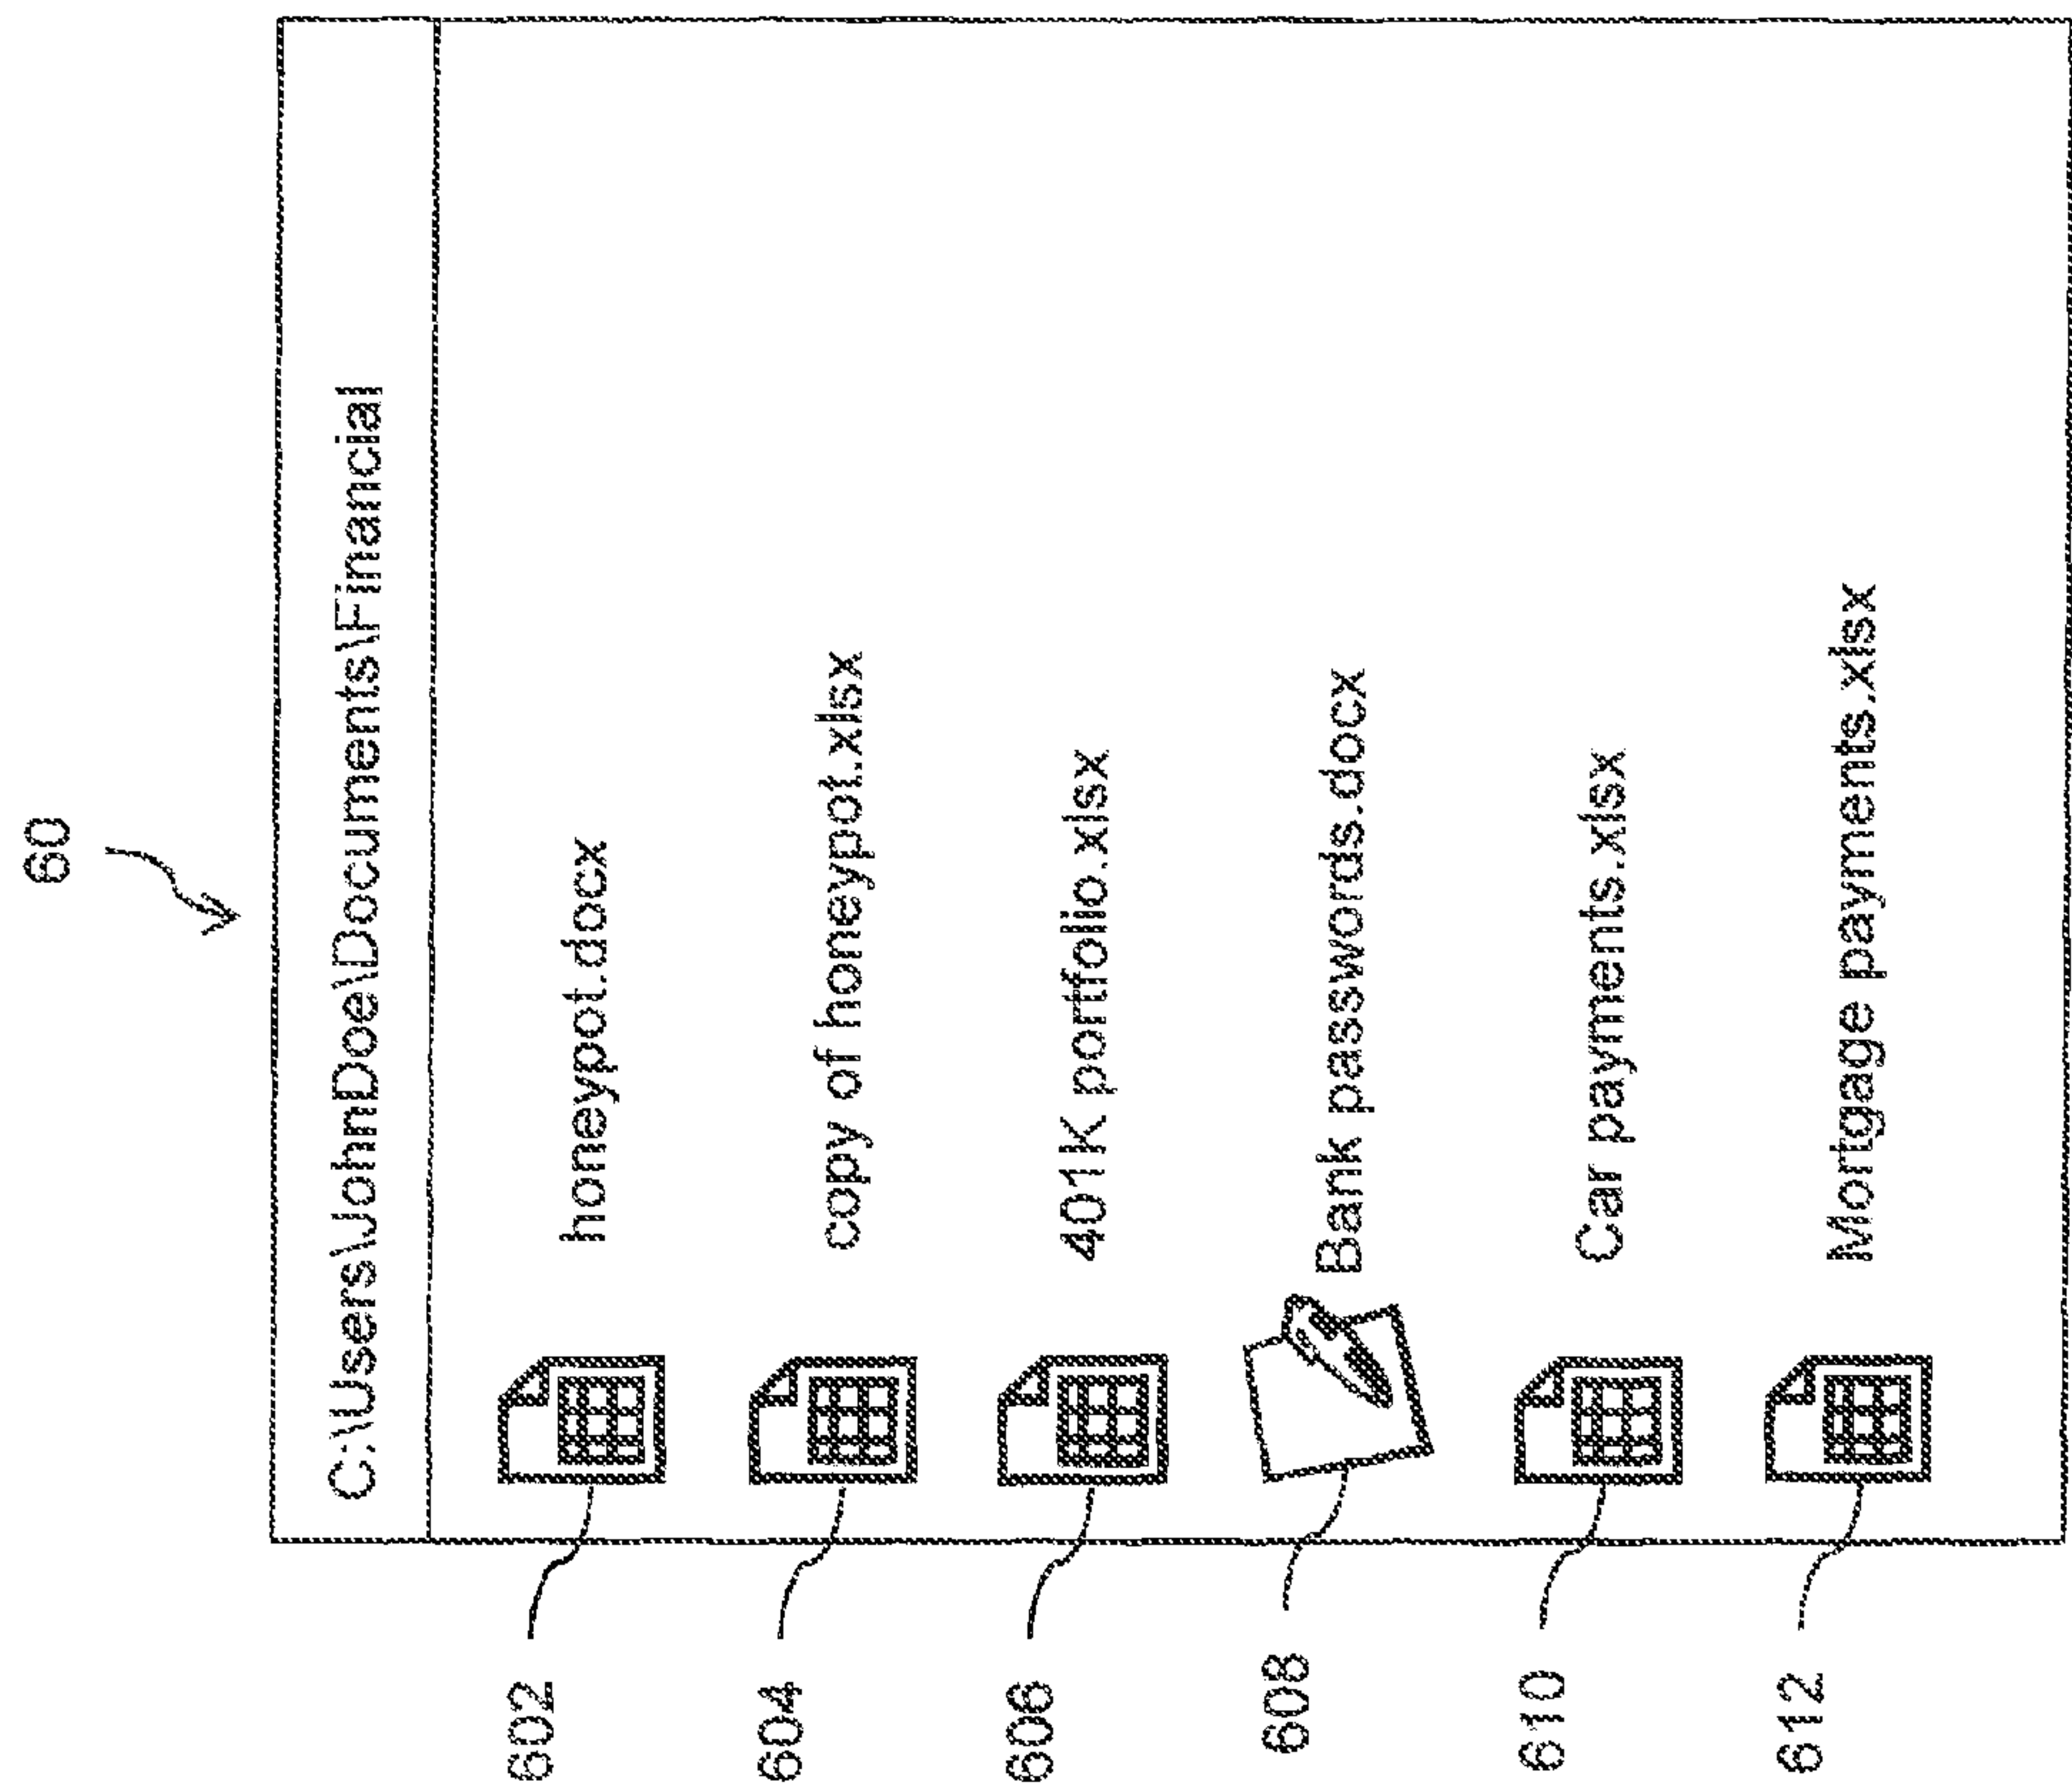 60
C:\Users\JohnDoe\Documents\Financial
602 honeypot.docx
604 copy of honeypot.xlsx
606 401K portfolio.xlsx
608 Bank passwords.docx
610 Car payments.xlsx
612 Mortgage payments.xlsx